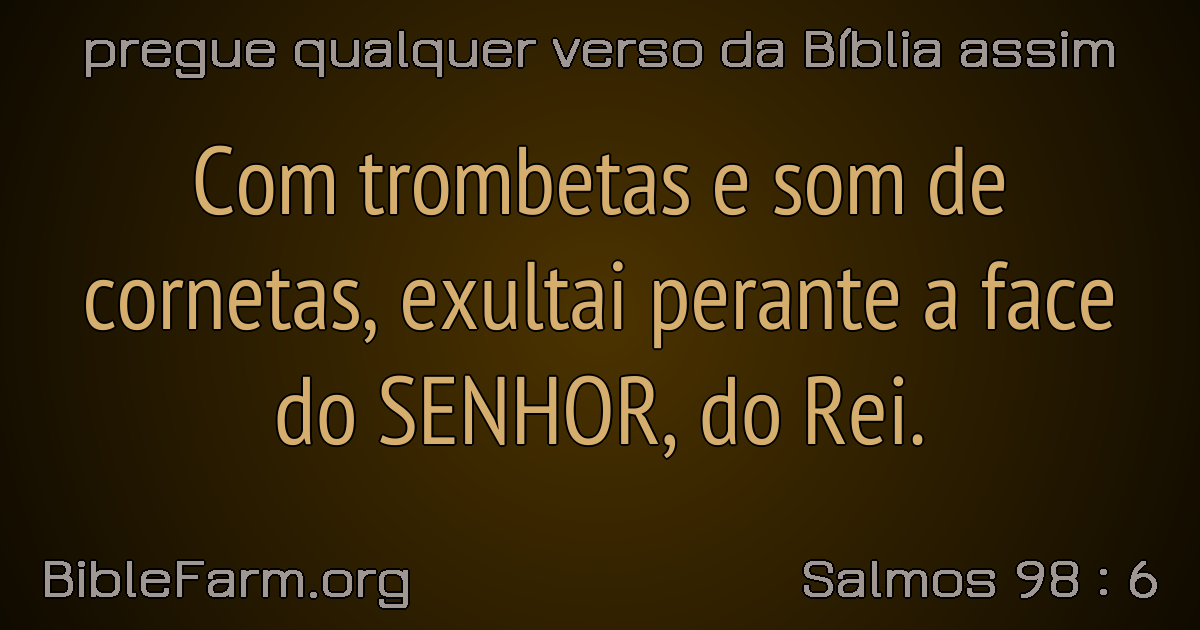 pregue qualquer verso da Bíblia assim
Com trombetas e som de
cornetas, exultai perante a face
do SENHOR, do Rei.
BibleFarm.org
Salmos 98 : 6